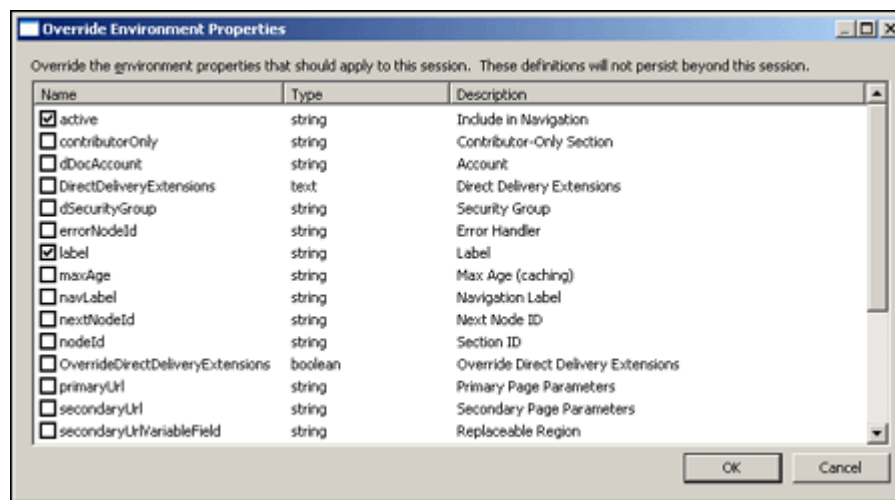 Override Environment Properties
Override the environment properties that should apply to this session. These definitions will not persist beyond this session.
Name Type Description
active string Include in Navigation
contributorOnly string Contributor-Only Section
dDocAccount string Account
DirectDeliveryExtensions text Direct Delivery Extensions
dSecurityGroup string Security Group
errorNodeId string Error Handler
label string Label
maxAge string Max Age (caching)
navLabel string Navigation Label
nextNodeId string Next Node ID
nodeId string Section ID
OverrideDirectDeliveryExtensions boolean Override Direct Delivery Extensions
primaryUrl string Primary Page Parameters
secondaryUrl string Secondary Page Parameters
secondaryUrlVariableField string Replaceable Region
OK Cancel